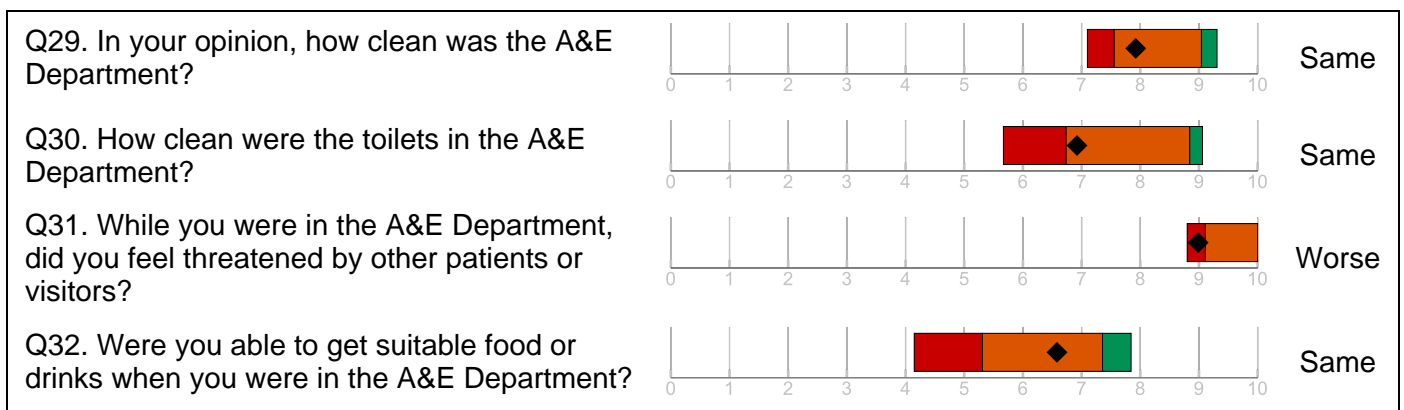 Q29. In your opinion, how clean was the A&E
Department?
0 1 2 3 4 5 6 7 8 9 10
Same
Q30. How clean were the toilets in the A&E
Department?
0 1 2 3 4 5 6 7 8 9 10
Same
Q31. While you were in the A&E Department,
did you feel threatened by other patients or
visitors?
0 1 2 3 4 5 6 7 8 9 10
Worse
Q32. Were you able to get suitable food or
drinks when you were in the A&E Department?
0 1 2 3 4 5 6 7 8 9 10
Same